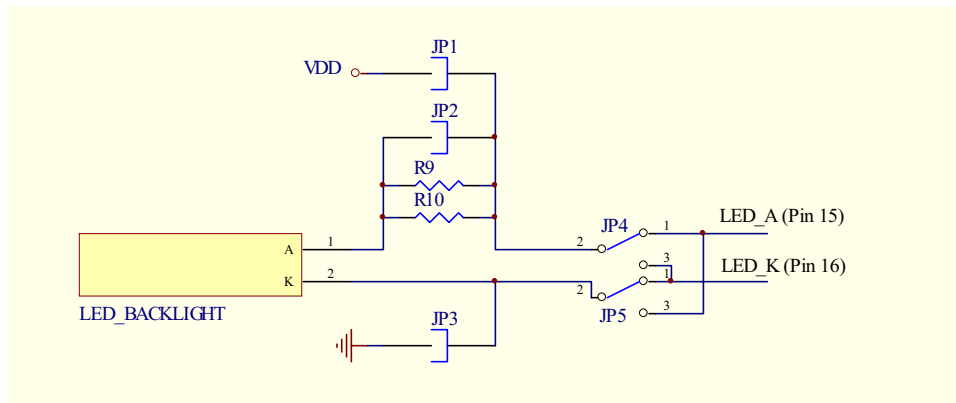 JP1
VDD
JP2
R9
R10
LED_A (Pin 15)
JP4
1
A
1
2
3
LED_K (Pin 16)
K
2
1
2
LED_BACKLIGHT
JP3
JP5
3